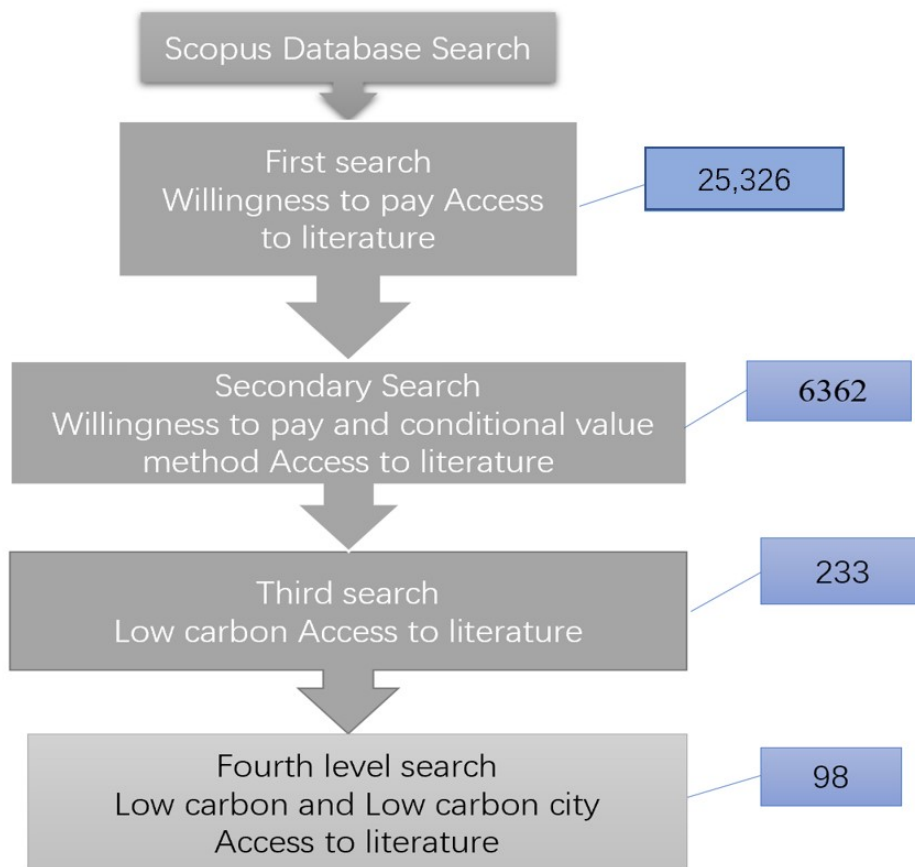 Scopus Database Search
First search
Willingness to pay Access
to literature
25,326
Secondary Search
Willingness to pay and conditional value
method Access to literature
6362
Third search
Low carbon Access to literature
233
Fourth level search
Low carbon and Low carbon city
Access to literature
98